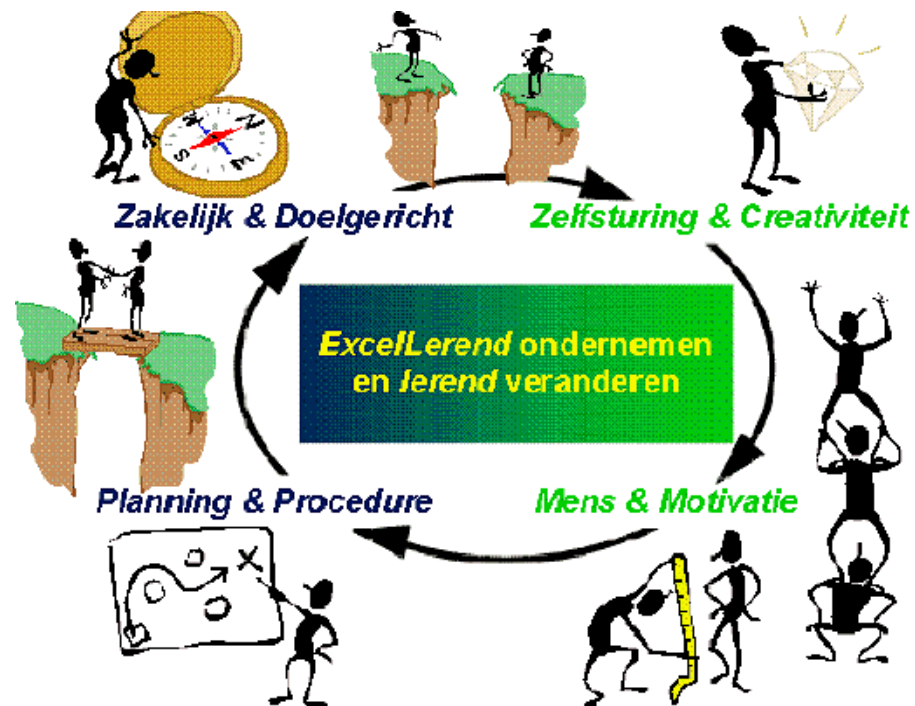 N
S
E
Zakelijk & Doelgericht
Zelfsturing & Creativiteit
ExcelLerend ondernemen
en lerend veranderen
Planning & Procedure
Mens & Motivatie
X